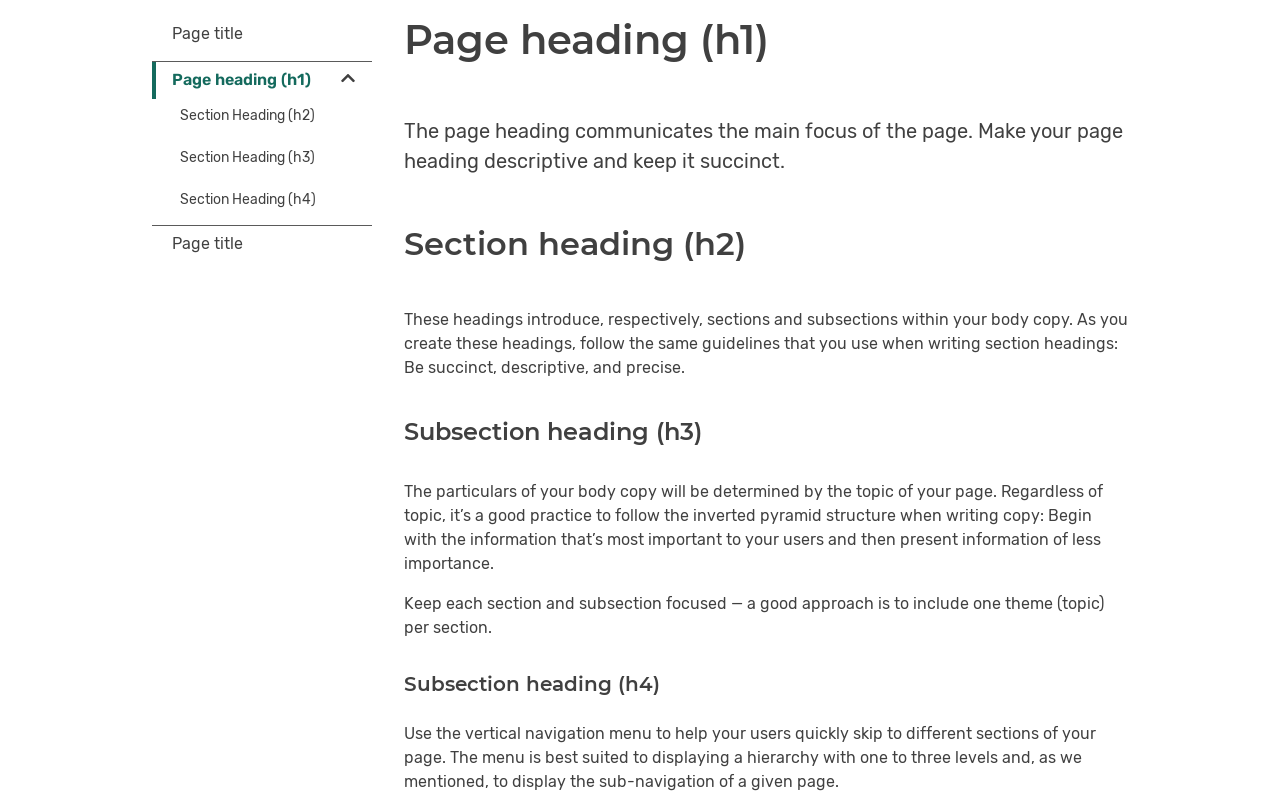 Page title
Page heading (h1)
Section Heading (h2)
Section Heading (h3)
Section Heading (h4)
Page title
Page heading (h1)
The page heading communicates the main focus of the page. Make your page
heading descriptive and keep it succinct.
Section heading (h2)
These headings introduce, respectively, sections and subsections within your body copy. As you
create these headings, follow the same guidelines that you use when writing section headings:
Be succinct, descriptive, and precise.
Subsection heading (h3)
The particulars of your body copy will be determined by the topic of your page. Regardless of
topic, it’s a good practice to follow the inverted pyramid structure when writing copy: Begin
with the information that’s most important to your users and then present information of less
importance.
Keep each section and subsection focused — a good approach is to include one theme (topic)
per section.
Subsection heading (h4)
Use the vertical navigation menu to help your users quickly skip to different sections of your
page. The menu is best suited to displaying a hierarchy with one to three levels and, as we
mentioned, to display the sub-navigation of a given page.